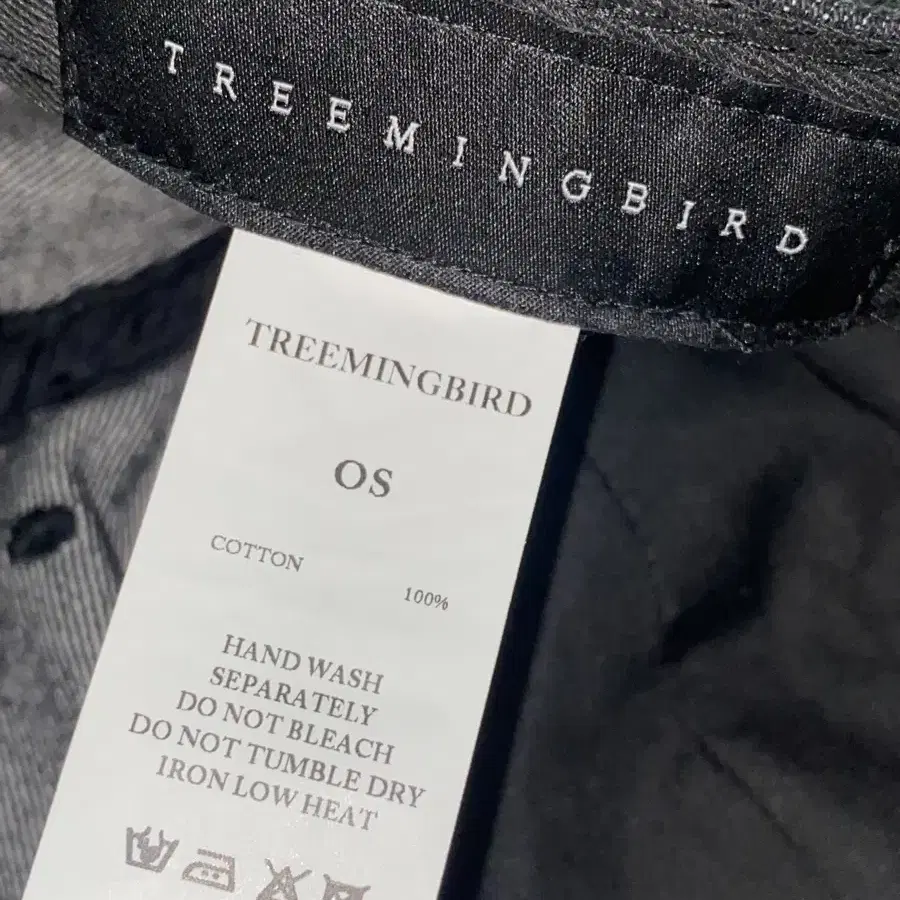 TREEMINGBIRD
TREEMINGBIRD
OS
COTTON
100%
HAND WASH
SEPARATELY
DO NOT BLEACH
DO NOT TUMBLE DRY
IRON LOW HEAT